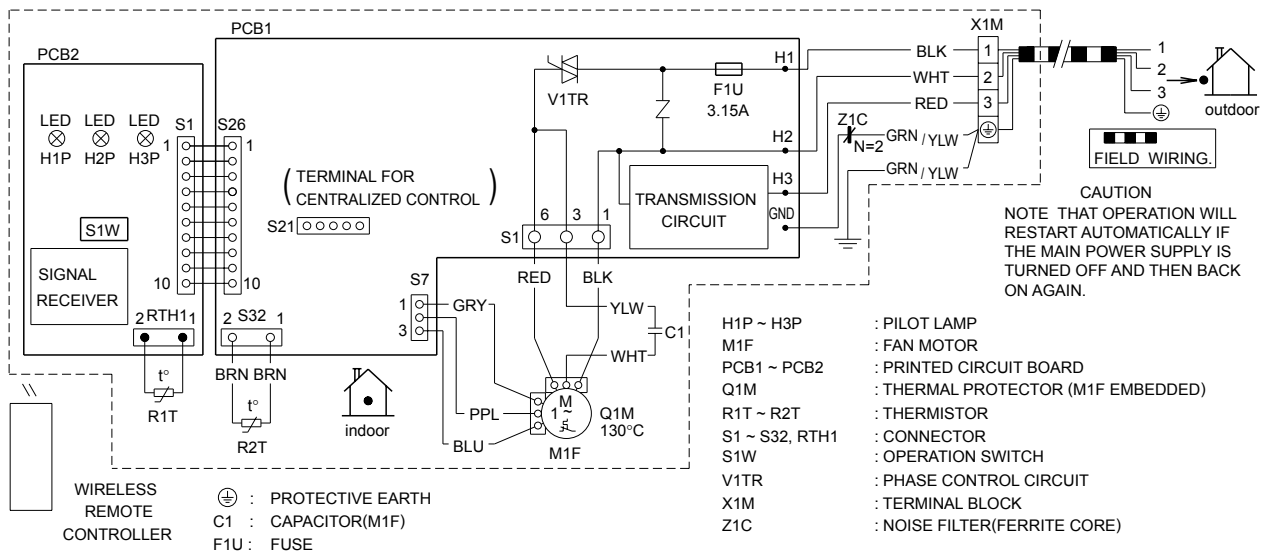 PCB1
X1M
PCB2
H1
BLK
1
1
V1TR
F1U
3.15A
WHT
2
2
RED
3
3
outdoor
LED LED LED
H1P H2P H3P
S1 S26
1 1
H2
Z1C
N=2
GRN / YLW
FIELD WIRING.
(TERMINAL FOR
CENTRALIZED CONTROL)
H3
TRANSMISSION
CIRCUIT
GND
GRN / YLW
CAUTION
NOTE THAT OPERATION WILL
RESTART AUTOMATICALLY IF
THE MAIN POWER SUPPLY IS
TURNED OFF AND THEN BACK
ON AGAIN.
S1W
S21
6 3 1
S1
SIGNAL
RECEIVER
10 10
S7
RED BLK
1
3
GRY
YLW
C1
WHT
2 RTH1 1
2 S32 1
BRN BRN
t°
R1T
t°
R2T
indoor
PPL
BLU
M
1 ~
Q1M
130°C
M1F
H1P ~ H3P : PILOT LAMP
M1F : FAN MOTOR
PCB1 ~ PCB2 : PRINTED CIRCUIT BOARD
Q1M : THERMAL PROTECTOR (M1F EMBEDDED)
R1T ~ R2T : THERMISTOR
S1 ~ S32, RTH1 : CONNECTOR
S1W : OPERATION SWITCH
V1TR : PHASE CONTROL CIRCUIT
X1M : TERMINAL BLOCK
Z1C : NOISE FILTER(FERRITE CORE)
WIRELESS
REMOTE
CONTROLLER
: PROTECTIVE EARTH
C1 : CAPACITOR(M1F)
F1U : FUSE